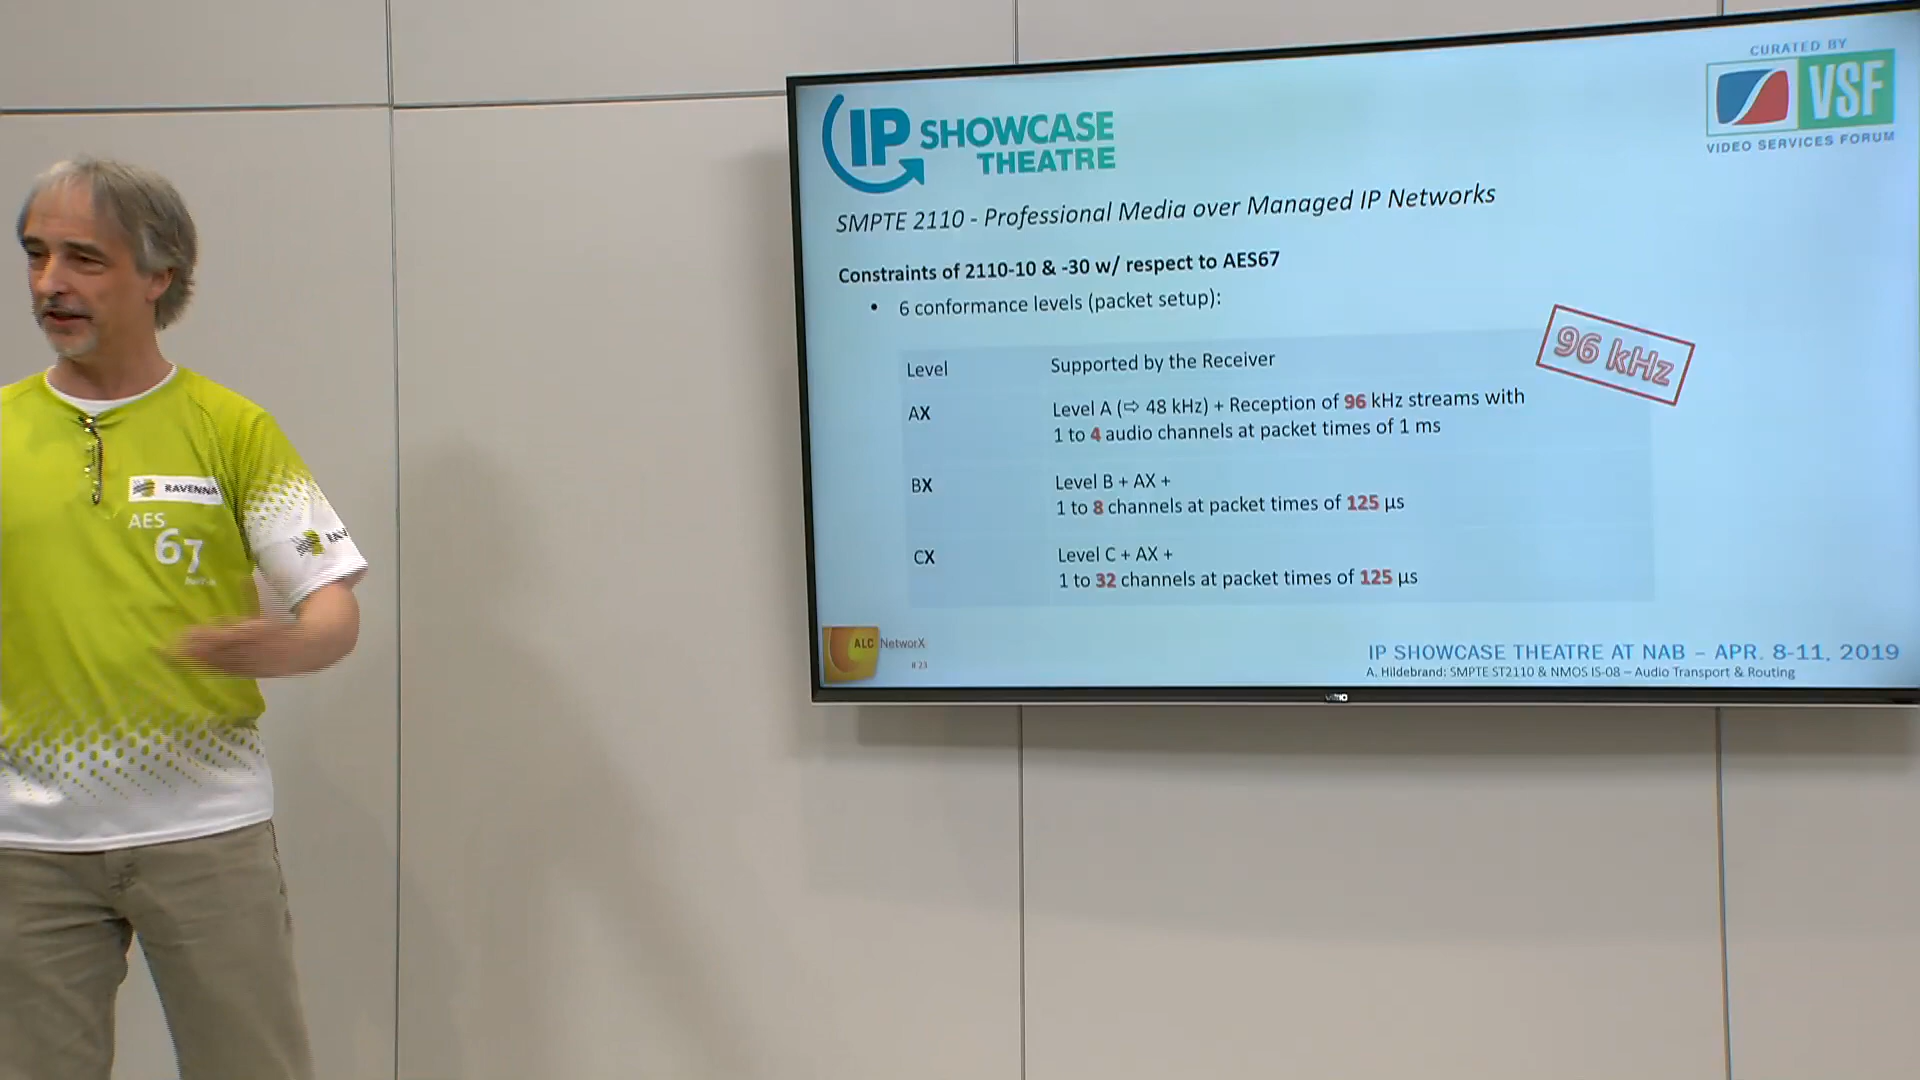 CURATED BY
VSF
VIDEO SERVICES FORUM
IP SHOWCASE
THEATRE
SMPTE 2110 - Professional Media over Managed IP Networks
Constraints of 2110-10 & -30 w/ respect to AES67
• 6 conformance levels (packet setup):
96 kHz
Level Supported by the Receiver
AX Level A (⇨ 48 kHz) + Reception of 96 kHz streams with
1 to 4 audio channels at packet times of 1 ms
BX Level B + AX +
1 to 8 channels at packet times of 125 µs
CX Level C + AX +
1 to 32 channels at packet times of 125 µs
ALC NetworX
# 23
IP SHOWCASE THEATRE AT NAB – APR. 8-11, 2019
A. Hildebrand: SMPTE ST2110 & NMOS IS-08 – Audio Transport & Routing
VIZIO
RAVENNA
AES
67